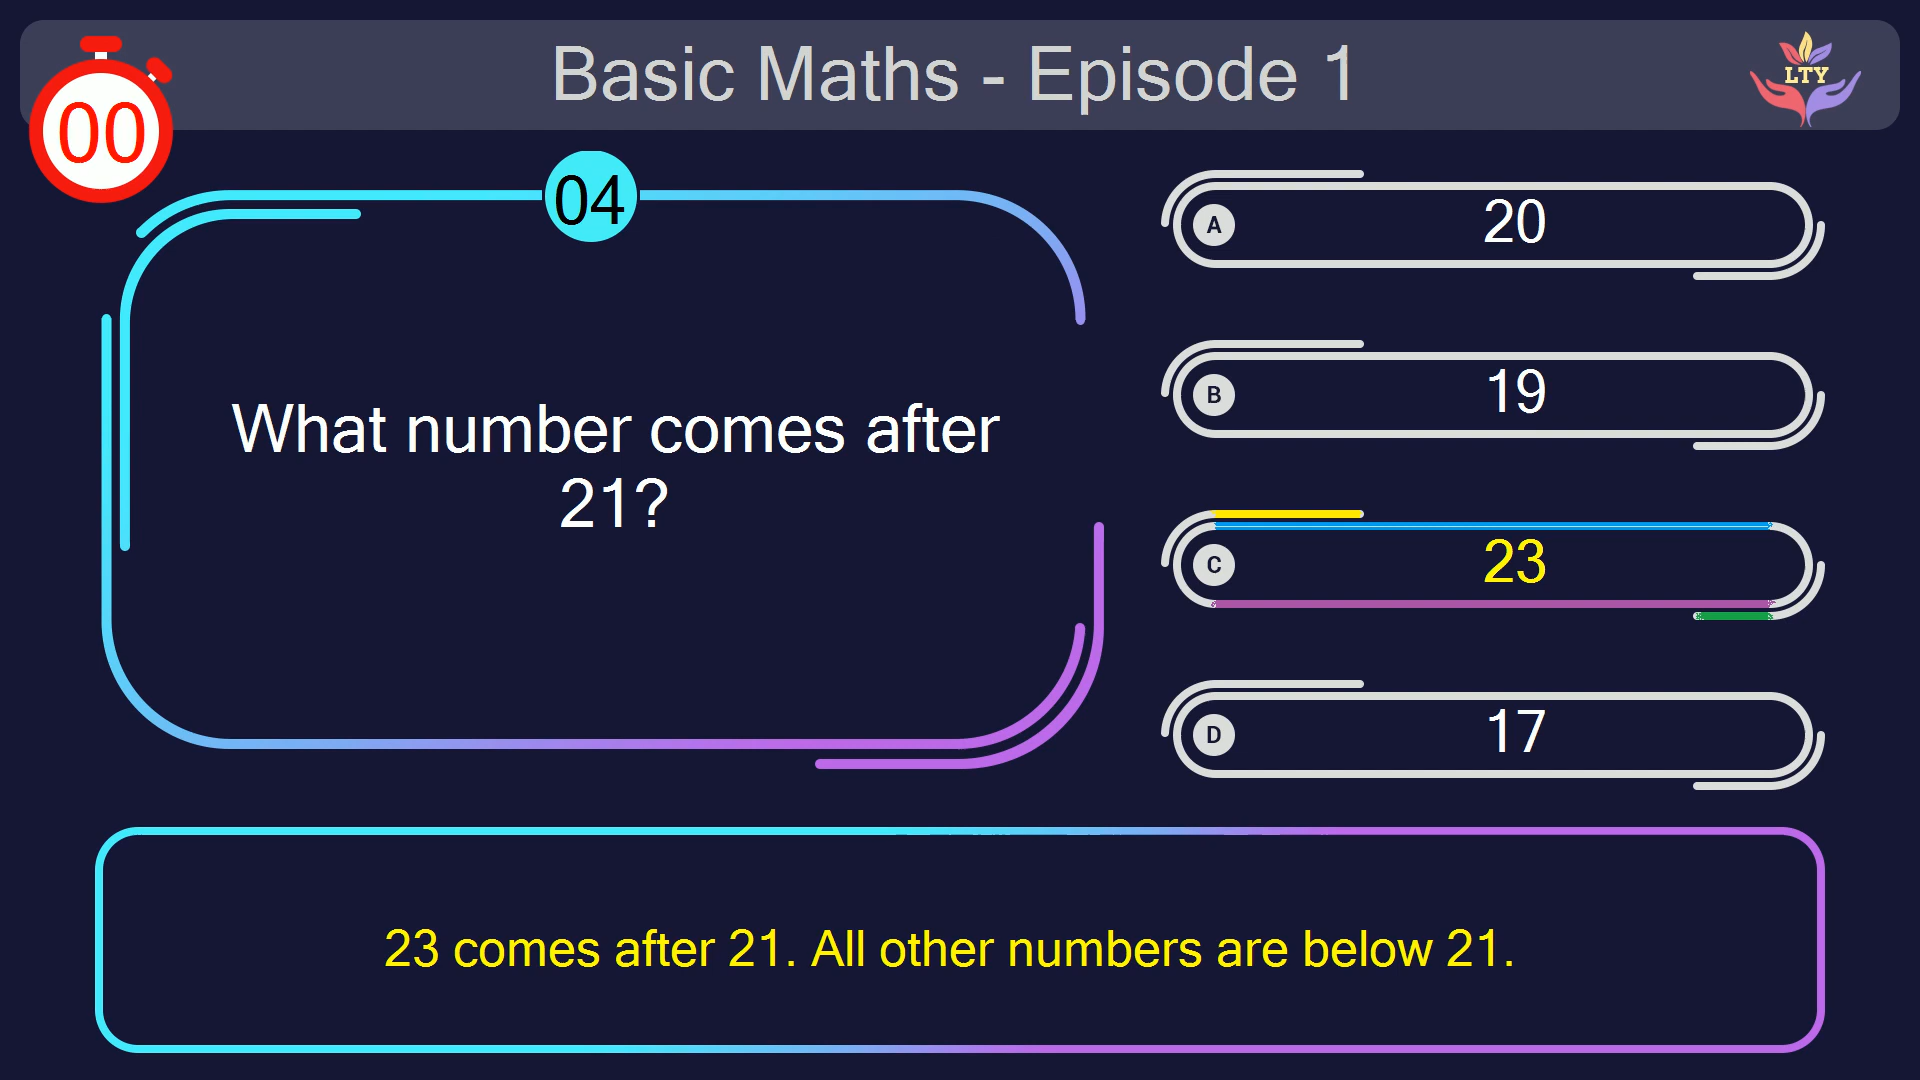 Basic Maths - Episode 1
LTY
00
04
What number comes after
21?
A 20
B 19
C 23
D 17
23 comes after 21. All other numbers are below 21.